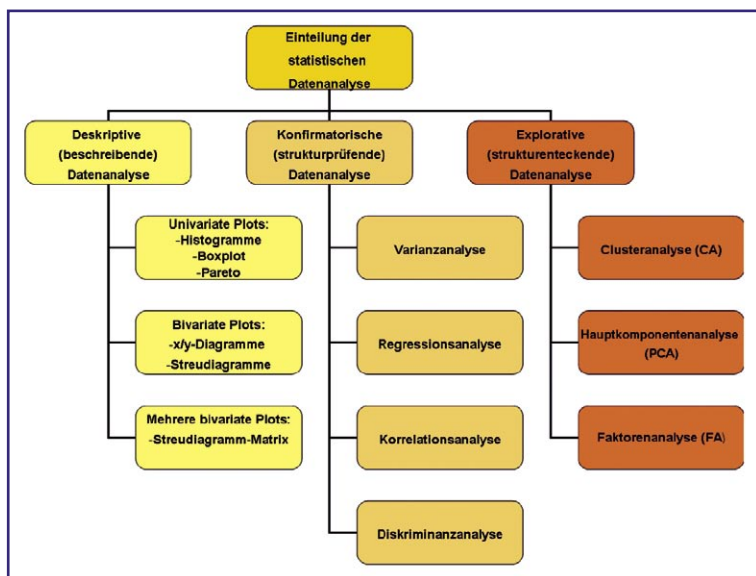 Einteilung der
statistischen
Datenanalyse
Deskriptive
(beschreibende)
Datenanalyse
Konfirmatorische
(strukturprüfende)
Datenanalyse
Explorative
(strukturenteckende)
Datenanalyse
Univariate Plots:
-Histogramme
-Boxplot
-Pareto
Bivariate Plots:
-x/y-Diagramme
-Streudiagramme
Mehrere bivariate Plots:
-Streudiagramm-Matrix
Varianzanalyse
Regressionsanalyse
Korrelationsanalyse
Diskriminanzanalyse
Clusteranalyse (CA)
Hauptkomponentenanalyse
(PCA)
Faktorenanalyse (FA)